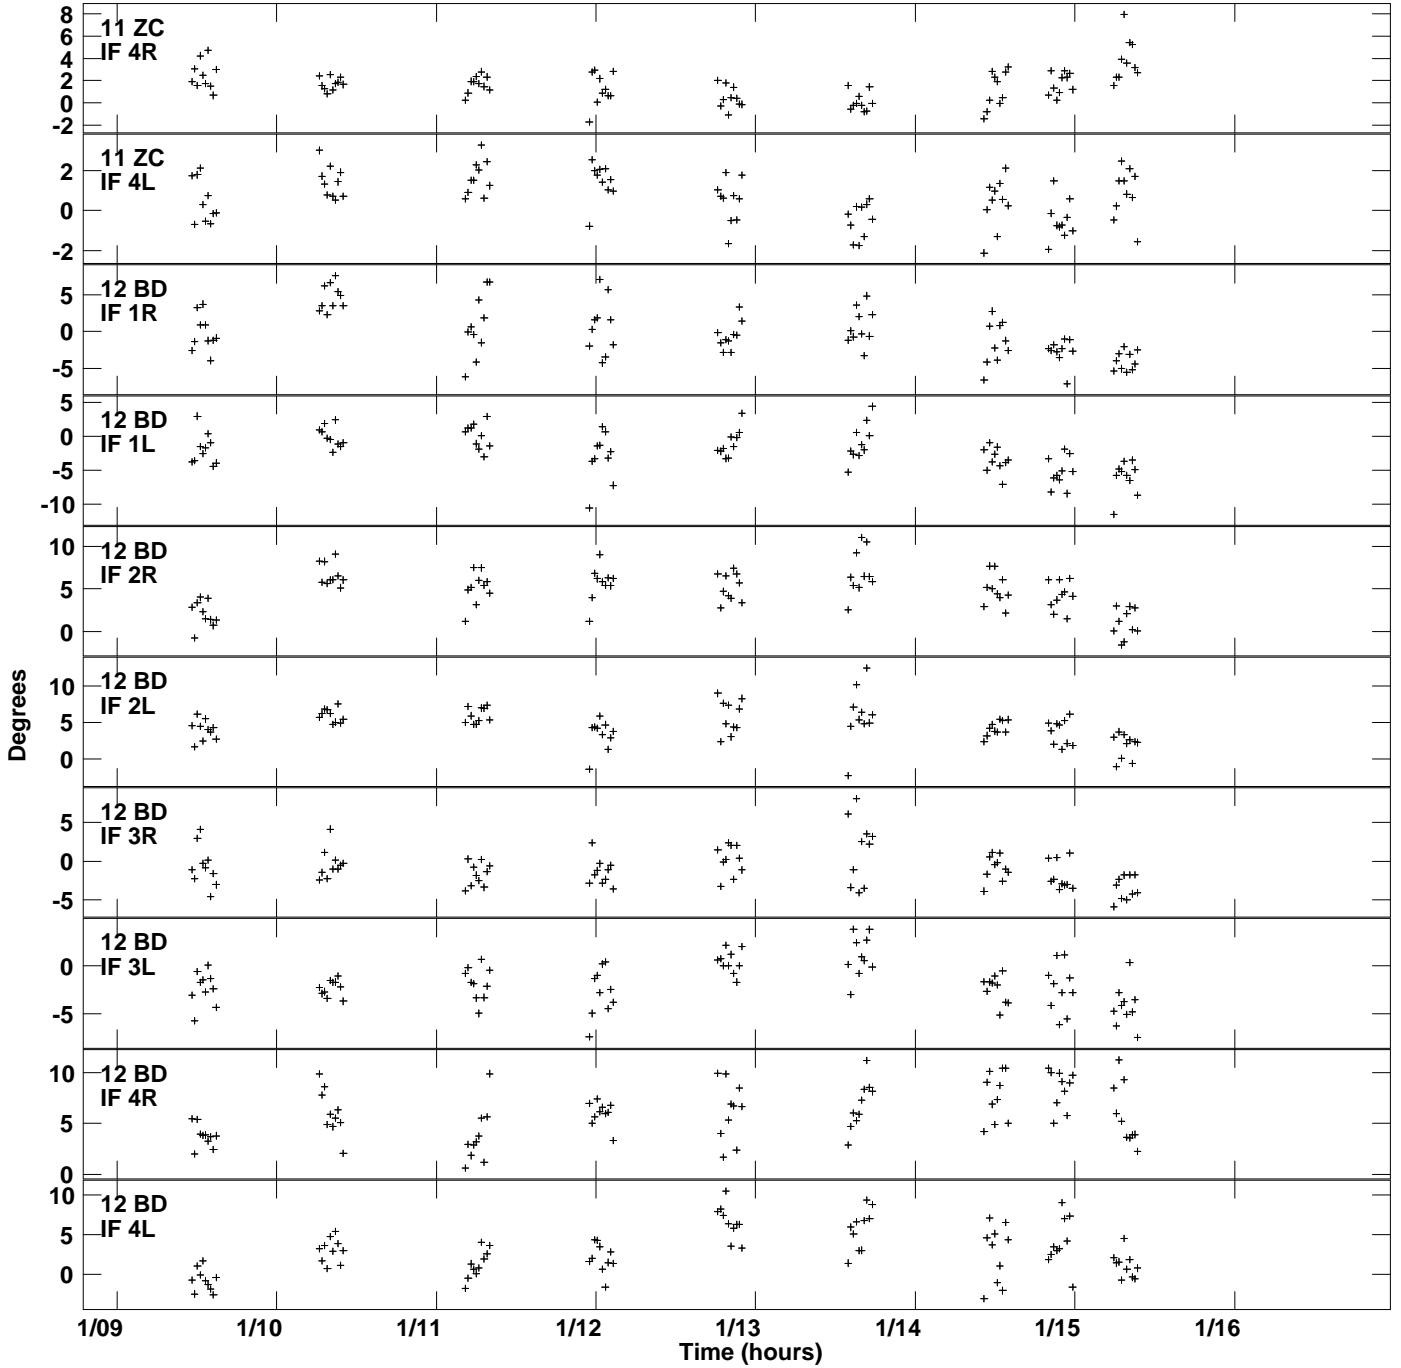 8
6
4
2
0
-2
11 ZC
IF 4R
2
0
-2
11 ZC
IF 4L
5
0
-5
12 BD
IF 1R
5
0
-5
-10
12 BD
IF 1L
10
5
0
12 BD
IF 2R
10
5
0
12 BD
IF 2L
5
0
-5
12 BD
IF 3R
0
-5
12 BD
IF 3L
10
5
0
12 BD
IF 4R
10
5
0
12 BD
IF 4L
Degrees
1/09 1/10 1/11 1/12 1/13 1/14 1/15 1/16
Time (hours)